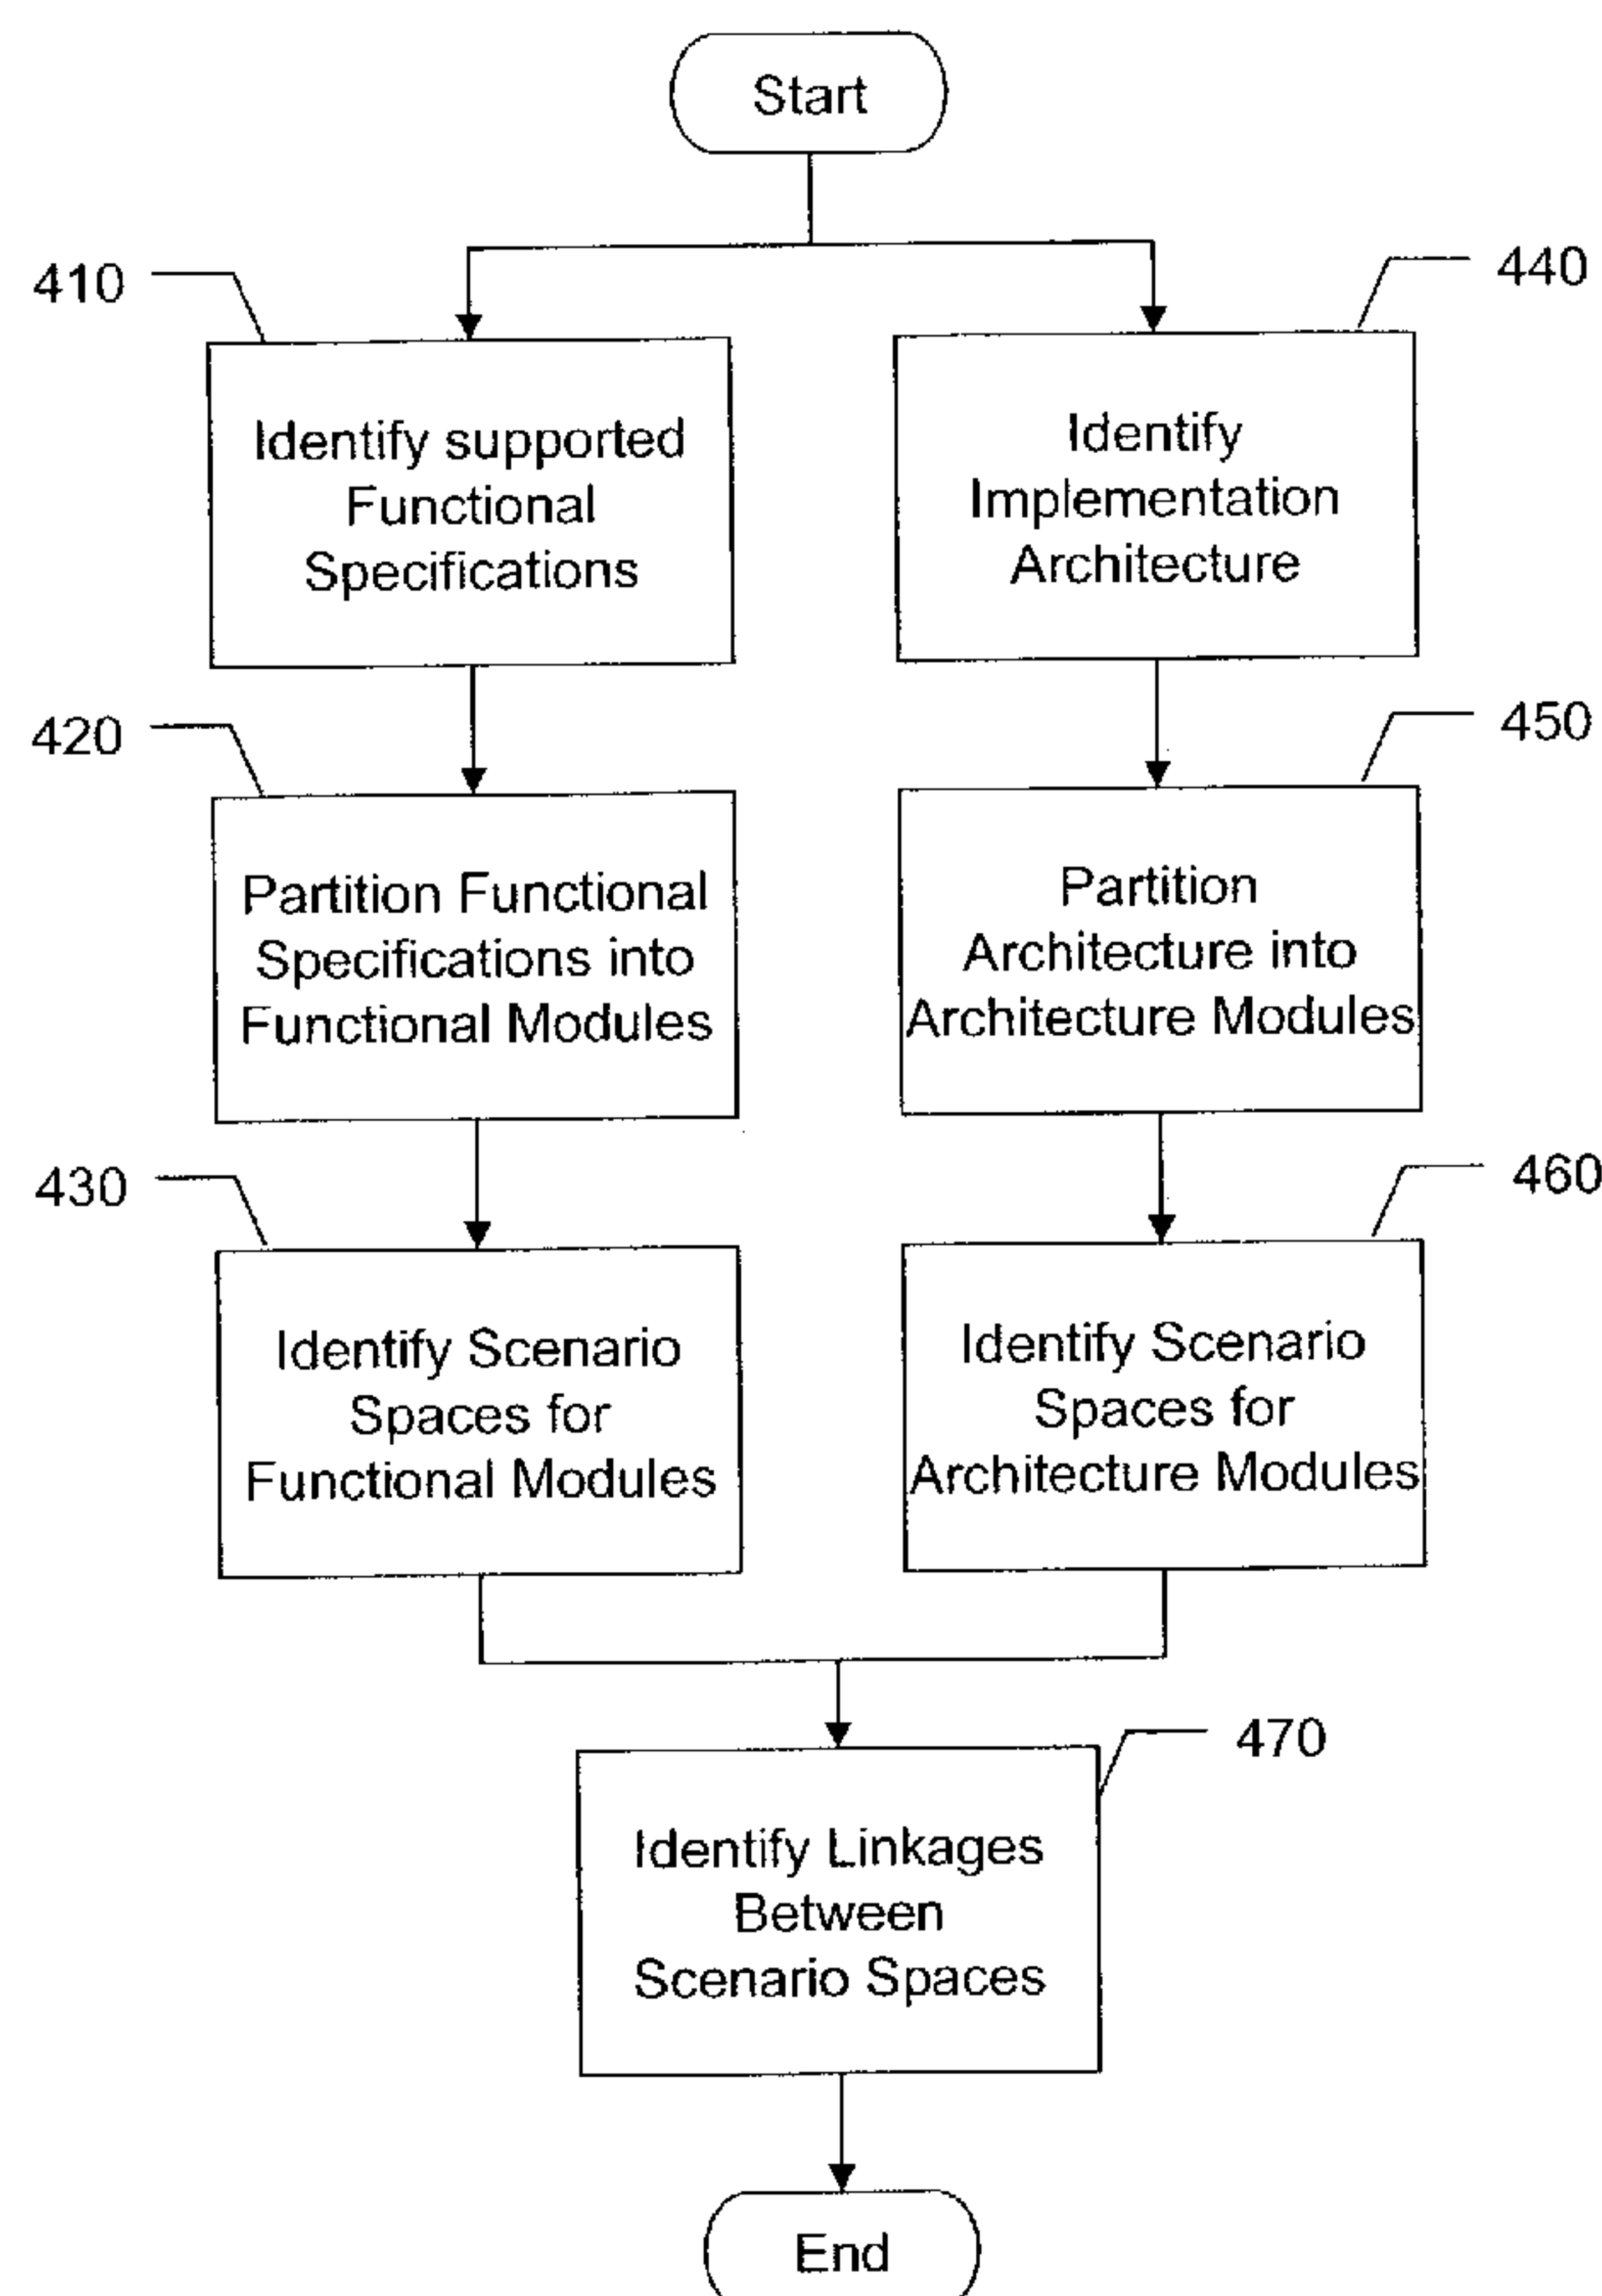 Start
410
Identify supported
Functional
Specifications
440
Identify
Implementation
Architecture
420
Partition Functional
Specifications into
Functional Modules
450
Partition
Architecture into
Architecture Modules
430
Identify Scenario
Spaces for
Functional Modules
460
Identify Scenario
Spaces for
Architecture Modules
470
Identify Linkages
Between
Scenario Spaces
End